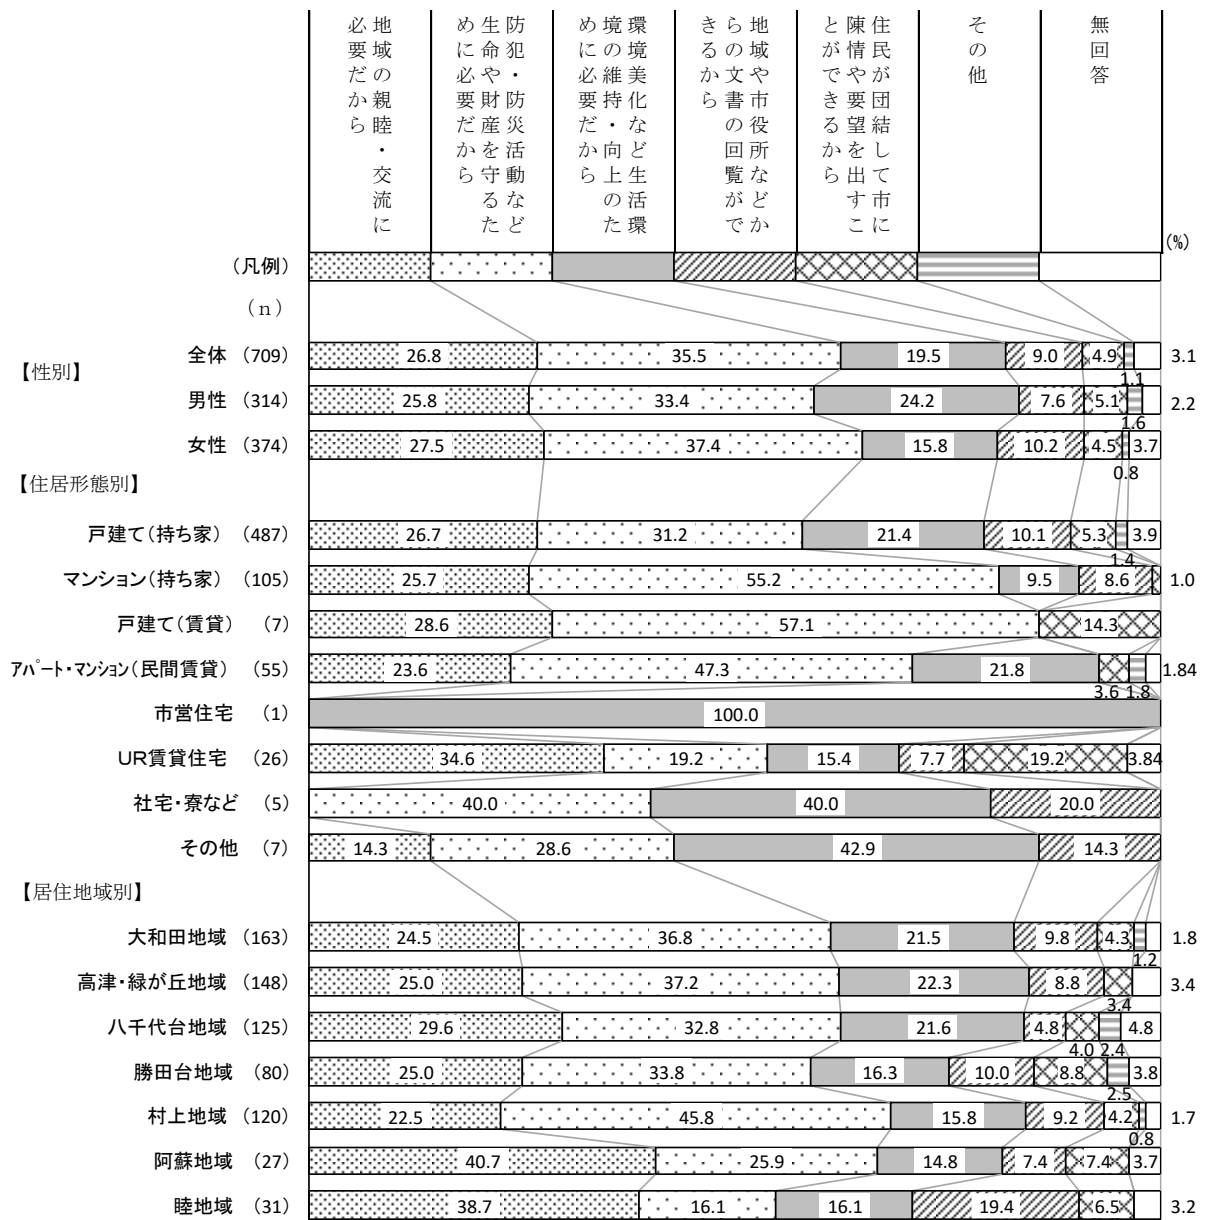 地域の親睦・交流に
必要だから
防犯・防災活動など
生命や財産を守るた
めに必要だから
環境美化など生活環
境の維持・向上のた
めに必要だから
地域や市役所などか
らの文書の回覧がで
きるから
住民が団結して市に
陳情や要望を出すこ
とができるから
その他
無回答
(%)
(凡例)
(n)
全体 (709) 26.8 35.5 19.5 9.0 4.9 1.1 3.1
【性別】
男性 (314) 25.8 33.4 24.2 7.6 5.1 1.6 2.2
女性 (374) 27.5 37.4 15.8 10.2 4.5 0.8 3.7
【住居形態別】
戸建て(持ち家) (487) 26.7 31.2 21.4 10.1 5.3 1.4 3.9
マンション(持ち家) (105) 25.7 55.2 9.5 8.6 1.0
戸建て(賃貸) (7) 28.6 57.1 14.3
アパート・マンション(民間賃貸) (55) 23.6 47.3 21.8 3.6 1.8 1.84
市営住宅 (1) 100.0
UR賃貸住宅 (26) 34.6 19.2 15.4 7.7 19.2 3.84
社宅・寮など (5) 40.0 40.0 20.0
その他 (7) 14.3 28.6 42.9 14.3
【居住地域別】
大和田地域 (163) 24.5 36.8 21.5 9.8 4.3 1.2 1.8
高津・緑が丘地域 (148) 25.0 37.2 22.3 8.8 3.4 3.4
八千代台地域 (125) 29.6 32.8 21.6 4.8 4.0 2.4 4.8
勝田台地域 (80) 25.0 33.8 16.3 10.0 8.8 2.5 3.8
村上地域 (120) 22.5 45.8 15.8 9.2 4.2 0.8 1.7
阿蘇地域 (27) 40.7 25.9 14.8 7.4 7.4 3.7
睦地域 (31) 38.7 16.1 16.1 19.4 6.5 3.2